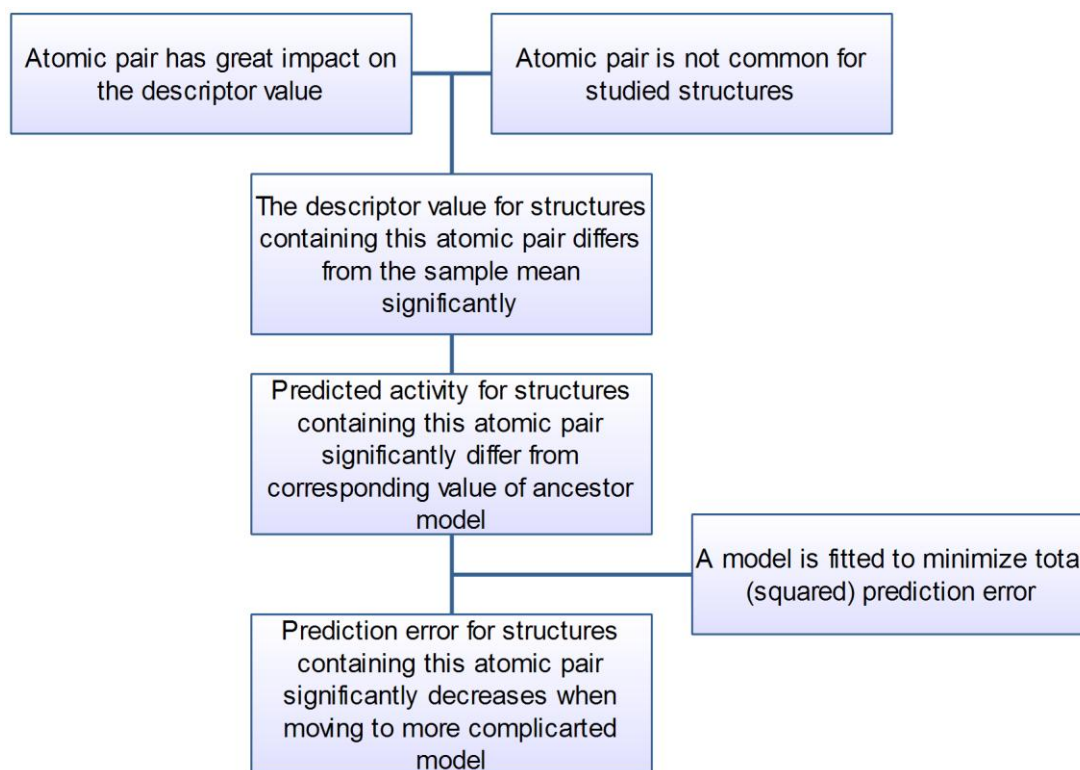 Atomic pair has great impact on
the descriptor value
Atomic pair is not common for
studied structures
The descriptor value for structures
containing this atomic pair differs
from the sample mean
significantly
Predicted activity for structures
containing this atomic pair
significantly differ from
corresponding value of ancestor
model
A model is fitted to minimize total
(squared) prediction error
Prediction error for structures
containing this atomic pair
significantly decreases when
moving to more complicarted
model